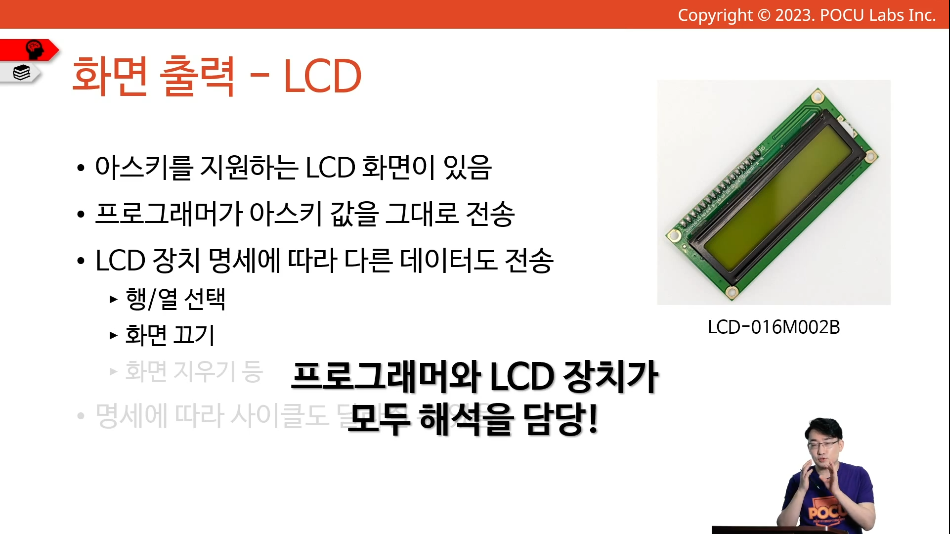 Copyright © 2023. POCU Labs Inc.
화면 출력 - LCD
• 아스키를 지원하는 LCD 화면이 있음
• 프로그래머가 아스키 값을 그대로 전송
• LCD 장치 명세에 따라 다른 데이터도 전송
▸ 행/열 선택
▸ 화면 끄기
▸ 화면 지우기 등
• 명세에 따라 사이클도
프로그래머와 LCD 장치가
모두 해석을 담당!
LCD-016M002B
POCU